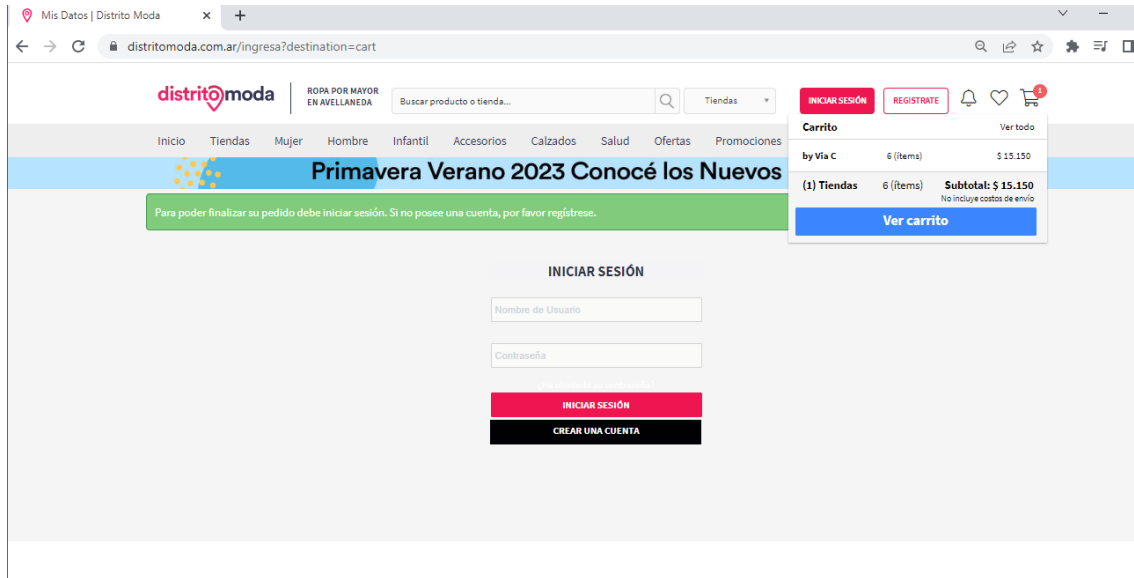 Mis Datos | Distrito Moda
distritomoda.com.ar/ingresa?destination=cart
distritomoda
ROPA POR MAYOR
EN AVELLANEDA
Buscar producto o tienda...
Tiendas
INICIAR SESIÓN
REGISTRATE
1
Inicio Tiendas Mujer Hombre Infantil Accesorios Calzados Salud Ofertas Promociones
Carrito Ver todo
by Via C 6 (ítems) $ 15.150
(1) Tiendas 6 (ítems) Subtotal: $ 15.150
No incluye costos de envío
Ver carrito
Primavera Verano 2023 Conocé los Nuevos
Para poder finalizar su pedido debe iniciar sesión. Si no posee una cuenta, por favor regístrese.
INICIAR SESIÓN
Nombre de Usuario
Contraseña
INICIAR SESIÓN
CREAR UNA CUENTA